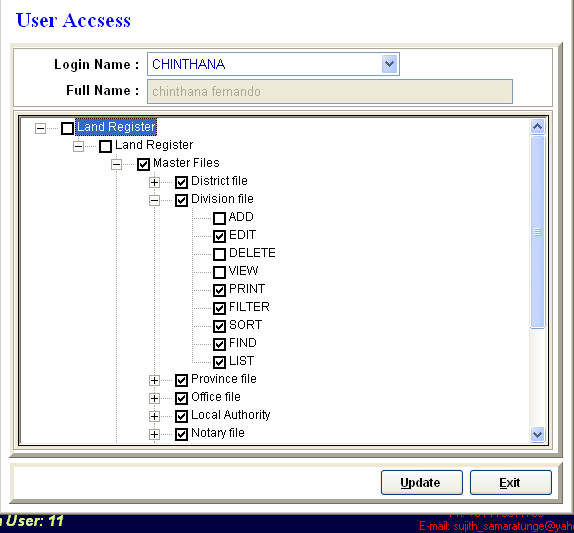 User Accsess
Login Name : CHINTHANA
Full Name : chinthana fernando
Land Register
Land Register
Master Files
District file
Division file
ADD
EDIT
DELETE
VIEW
PRINT
FILTER
SORT
FIND
LIST
Province file
Office file
Local Authority
Notary file
Update Exit
User: 11
E-mail: sujith_samaratunge@yah